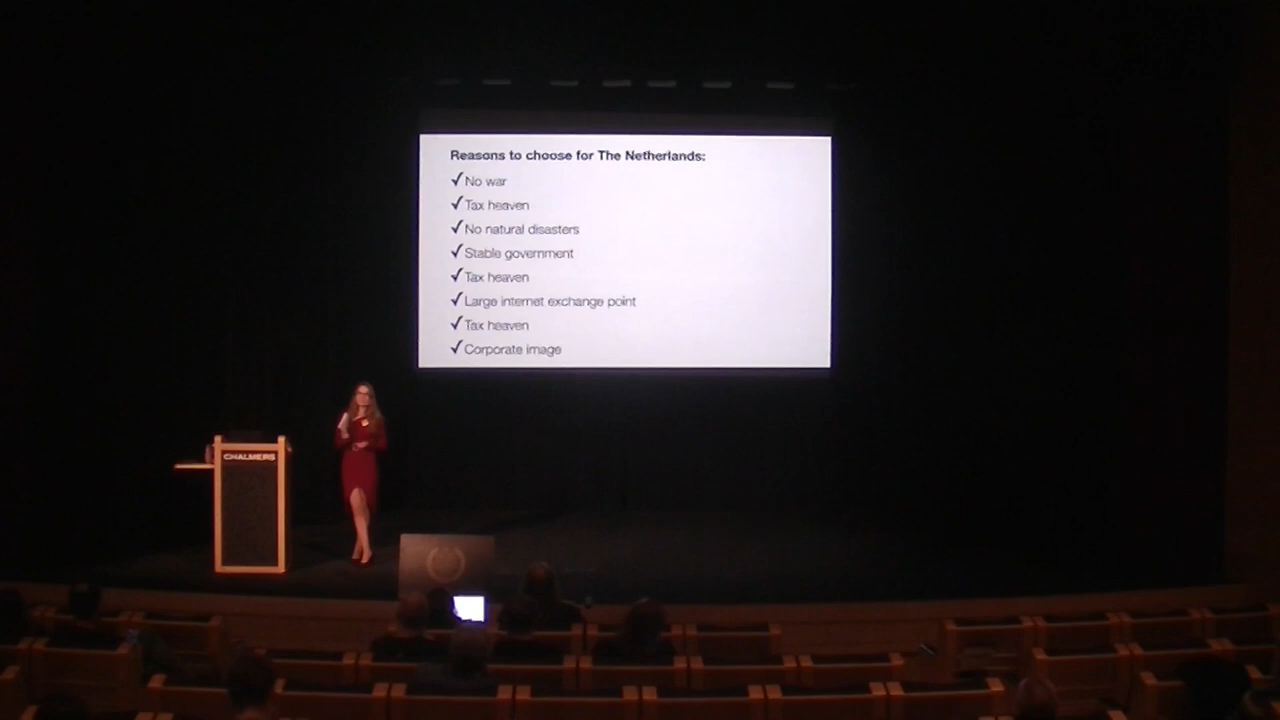 Reasons to choose for The Netherlands:
✓No war
✓Tax heaven
✓No natural disasters
✓Stable government
✓Tax heaven
✓Large internet exchange point
✓Tax heaven
✓Corporate image
CHALMERS